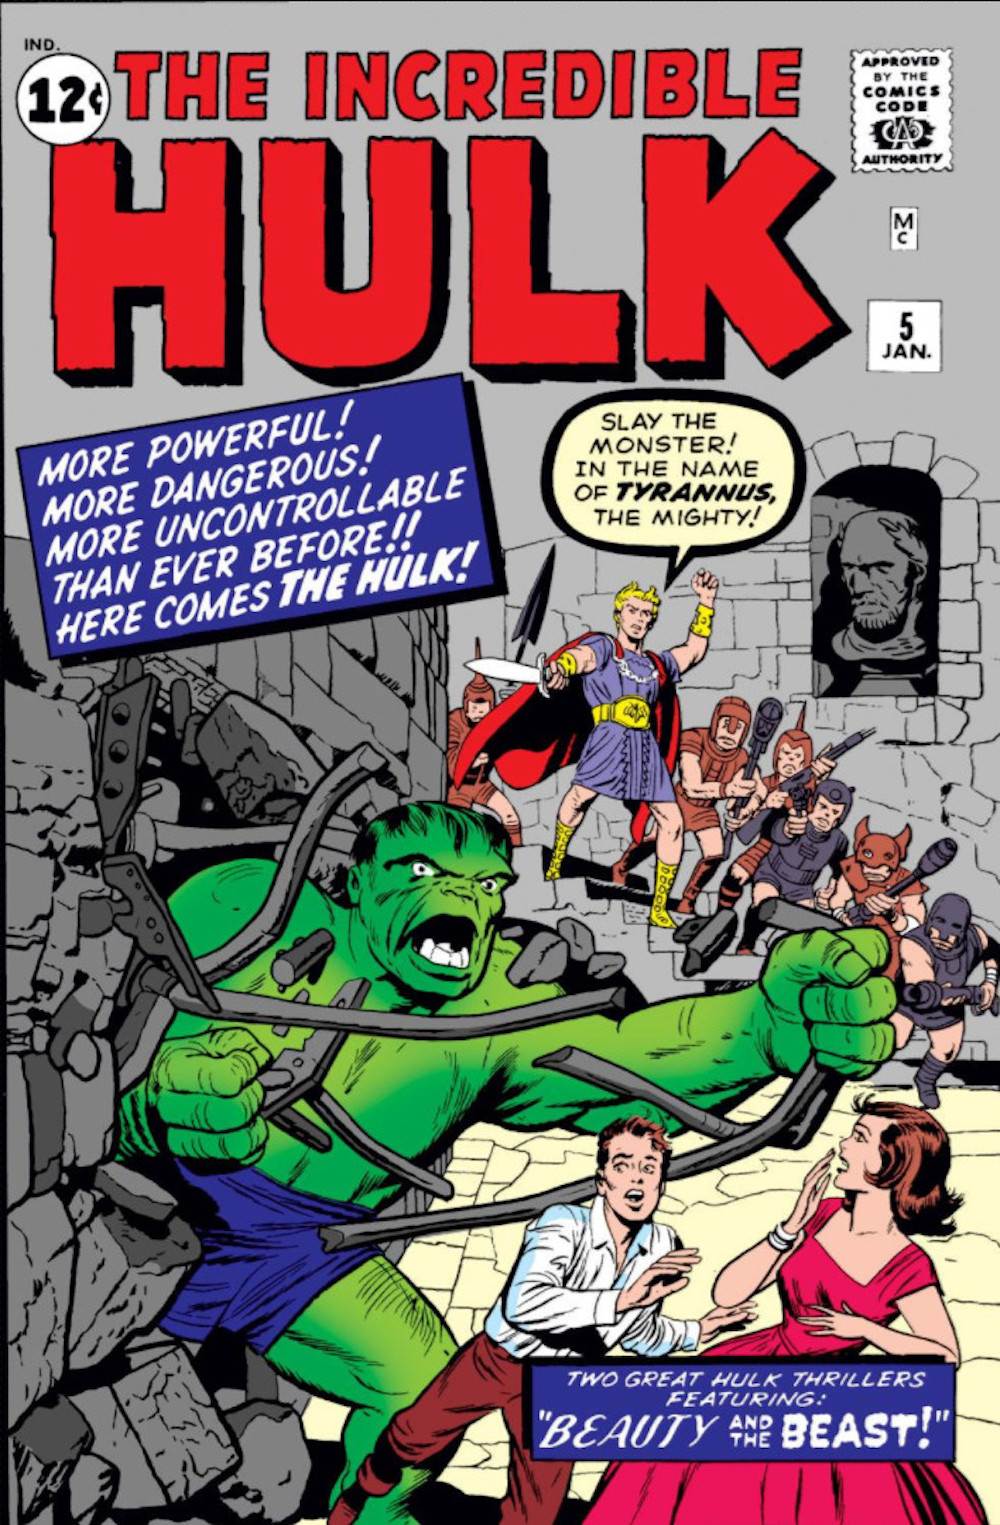 IND.
12¢
THE INCREDIBLE
HULK
APPROVED
BY THE
COMICS
CODE
CA
AUTHORITY
M
C
5
JAN.
MORE POWERFUL!
MORE DANGEROUS!
MORE UNCONTROLLABLE
THAN EVER BEFORE!!
HERE COMES THE HULK!
SLAY THE
MONSTER!
IN THE NAME
OF TYRANNUS,
THE MIGHTY!
TWO GREAT HULK THRILLERS
FEATURING:
"BEAUTY AND THE BEAST!"